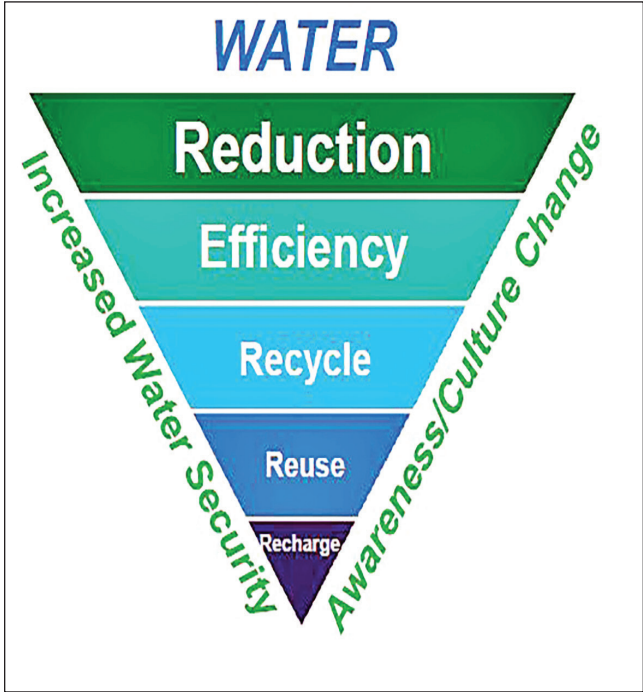 WATER
Reduction
Efficiency
Recycle
Reuse
Recharge
Increased Water Security
Awareness/Culture Change